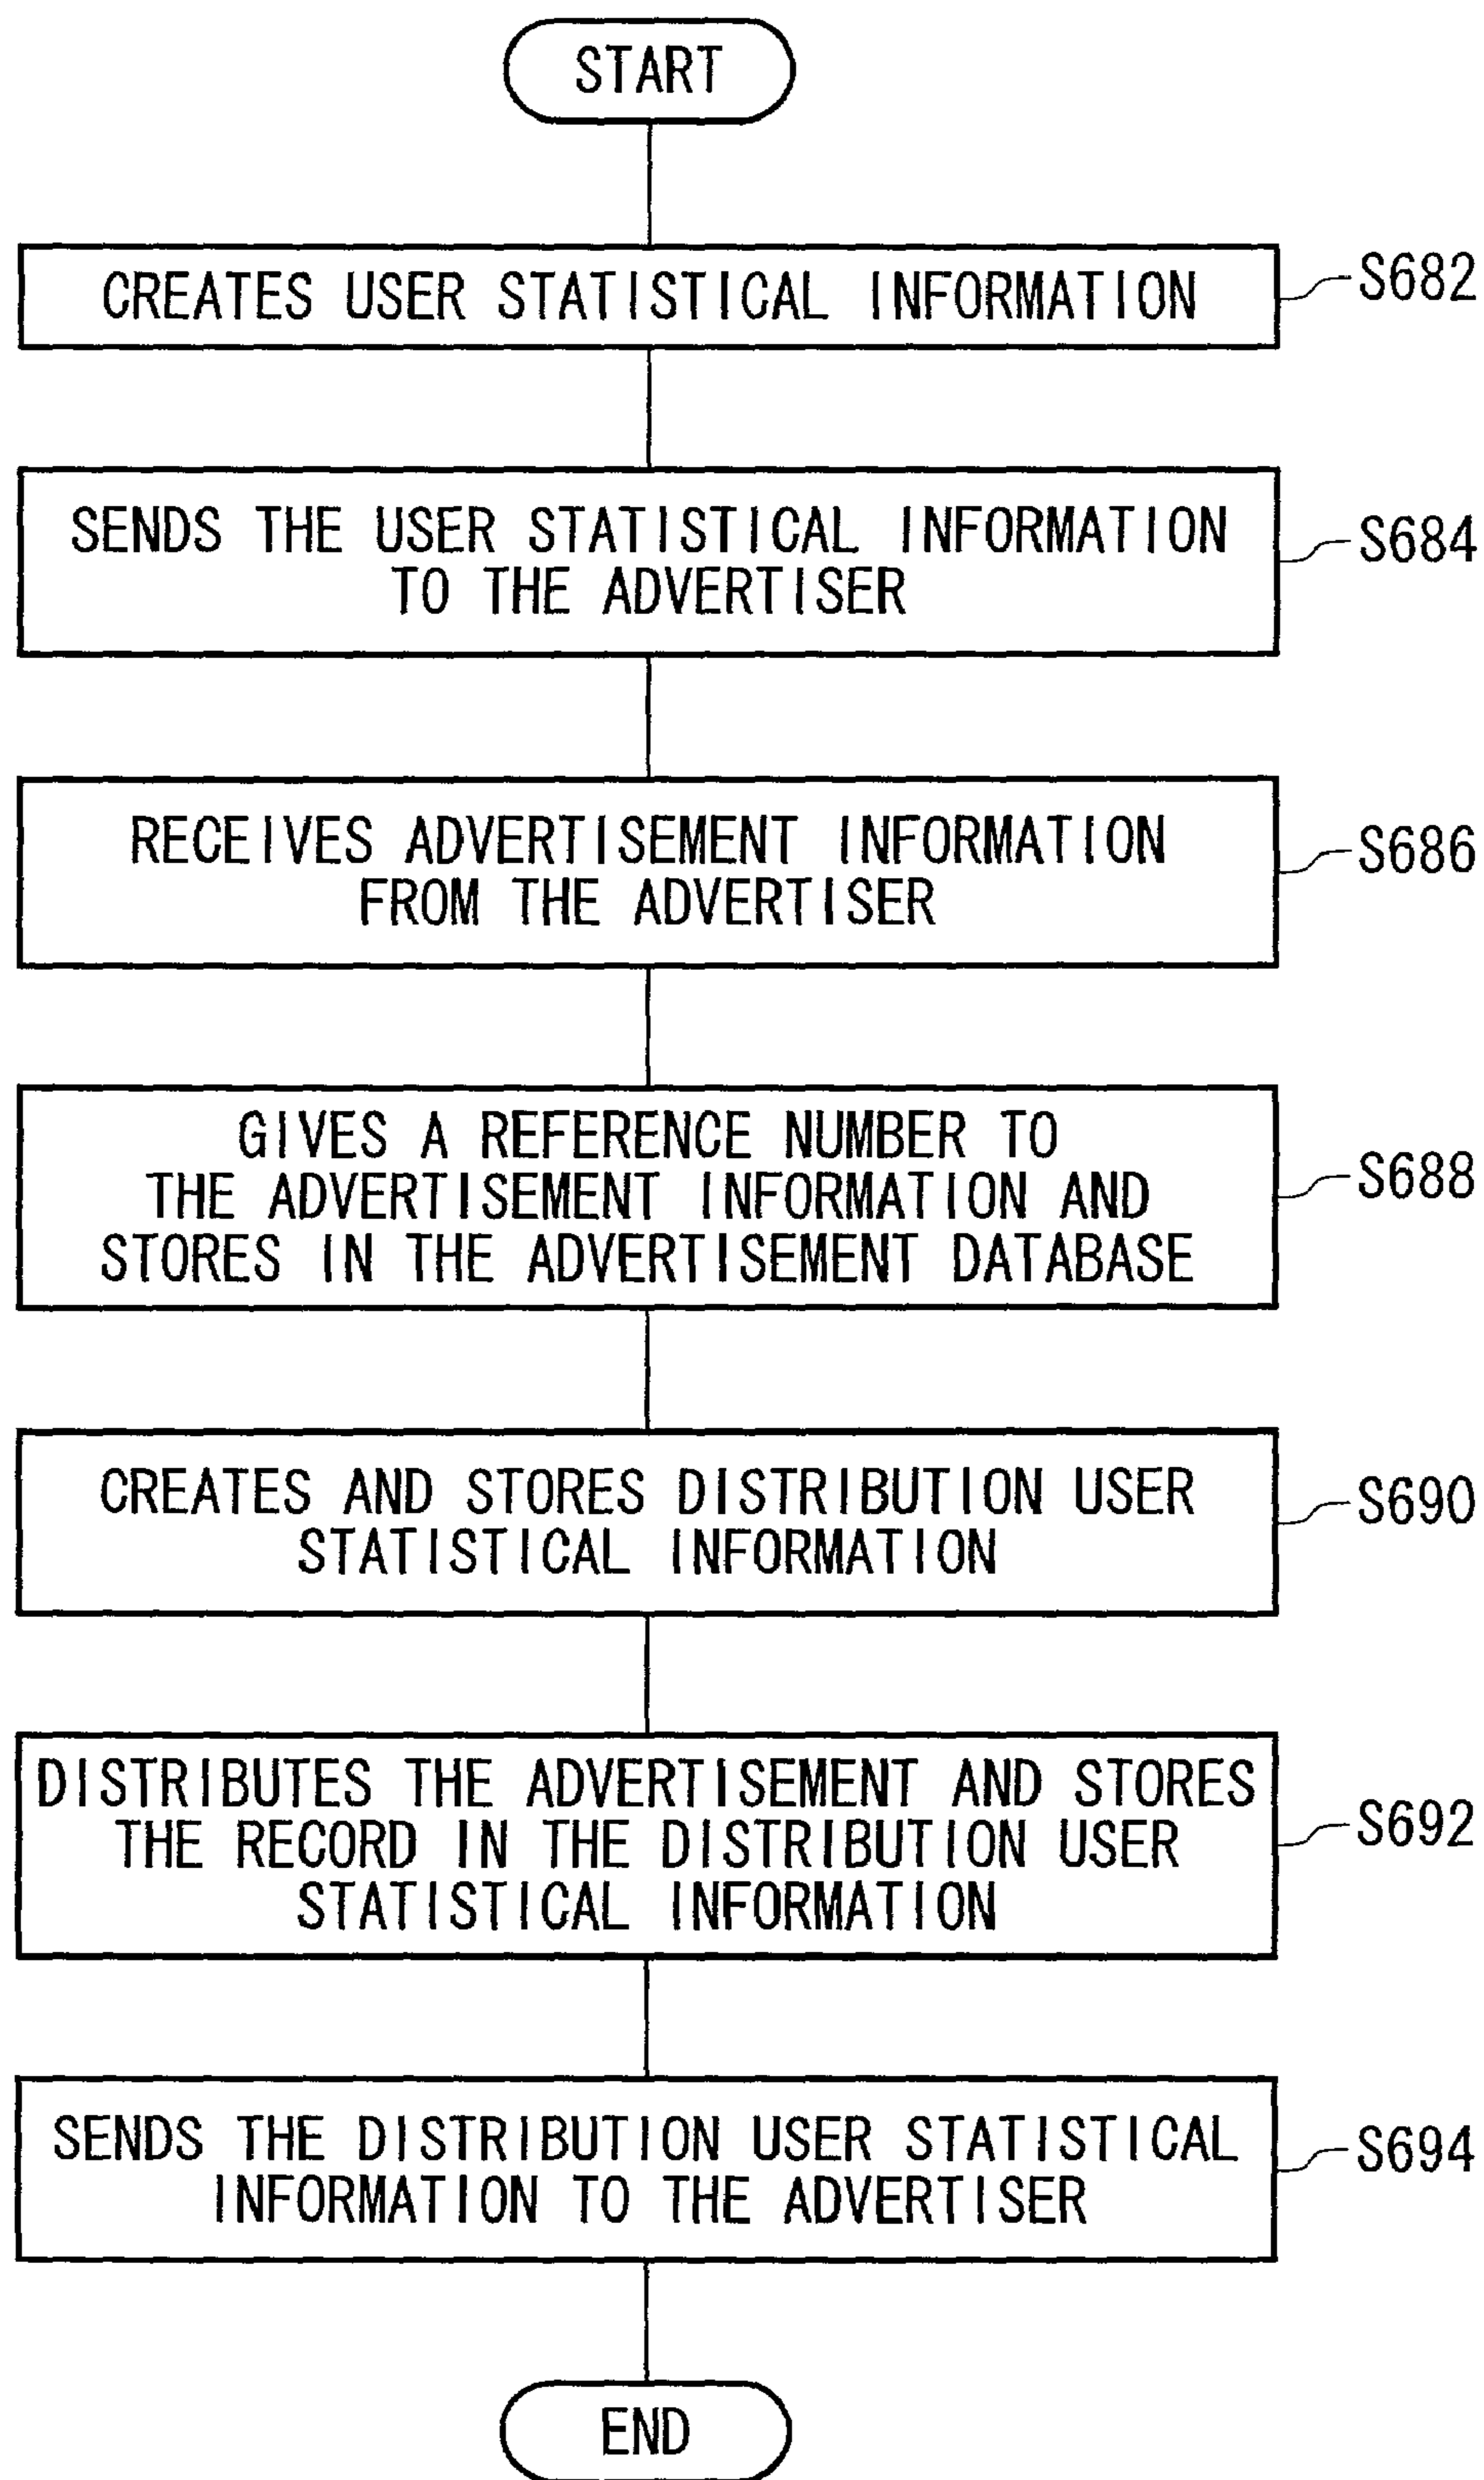 START
CREATES USER STATISTICAL INFORMATION
S682
SENDS THE USER STATISTICAL INFORMATION
TO THE ADVERTISER
S684
RECEIVES ADVERTISEMENT INFORMATION
FROM THE ADVERTISER
S686
GIVES A REFERENCE NUMBER TO
THE ADVERTISEMENT INFORMATION AND
STORES IN THE ADVERTISEMENT DATABASE
S688
CREATES AND STORES DISTRIBUTION USER
STATISTICAL INFORMATION
S690
DISTRIBUTES THE ADVERTISEMENT AND STORES
THE RECORD IN THE DISTRIBUTION USER
STATISTICAL INFORMATION
S692
SENDS THE DISTRIBUTION USER STATISTICAL
INFORMATION TO THE ADVERTISER
S694
END